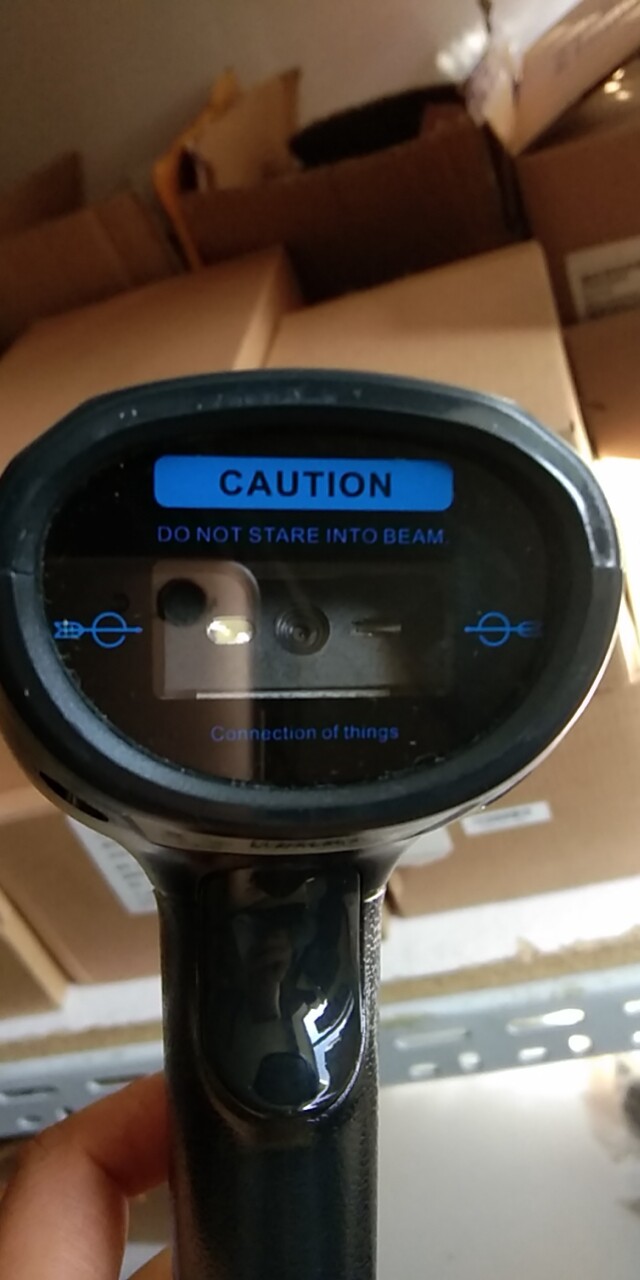 CAUTION
DO NOT STARE INTO BEAM.
Connection of things